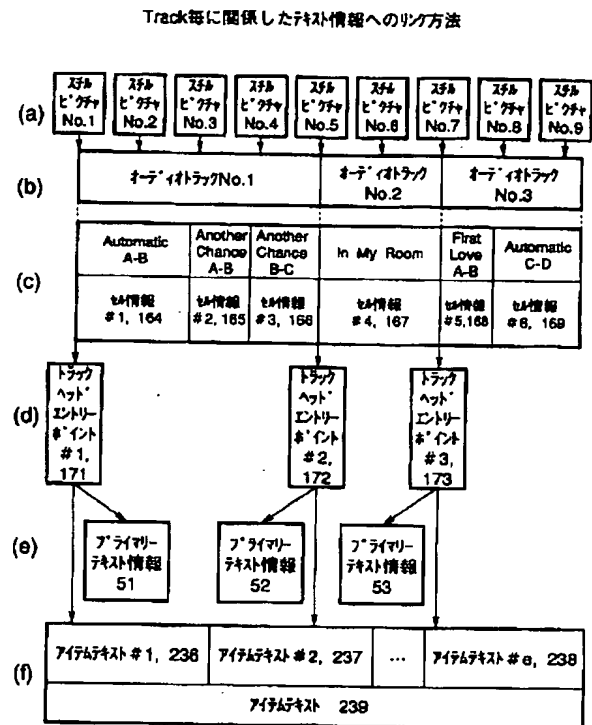 Track毎に関係したテキスト情報へのリンク方法
(a)
スチル
ピクチャ
No.1
スチル
ピクチャ
No.2
スチル
ピクチャ
No.3
スチル
ピクチャ
No.4
スチル
ピクチャ
No.5
スチル
ピクチャ
No.6
スチル
ピクチャ
No.7
スチル
ピクチャ
No.8
スチル
ピクチャ
No.9
(b)
オーディオトラックNo.1
オーディオトラック
No.2
オーディオトラック
No.3
(c)
Automatic
A-B
Another
Chance
A-B
Another
Chance
B-C
In My Room
First
Love
A-B
Automatic
C-D
セル情報
#1, 164
セル情報
#2, 165
セル情報
#3, 166
セル情報
#4, 167
セル情報
#5,168
セル情報
#6, 169
(d)
トラック
ヘッド
エントリー
ポイント
#1,
171
トラック
ヘッド
エントリー
ポイント
#2,
172
トラック
ヘッド
エントリー
ポイント
#3,
173
(e)
プライマリー
テキスト情報
51
プライマリー
テキスト情報
52
プライマリー
テキスト情報
53
(f)
アイテムテキスト#1, 236
アイテムテキスト#2, 237
...
アイテムテキスト#e, 238
アイテムテキスト 239